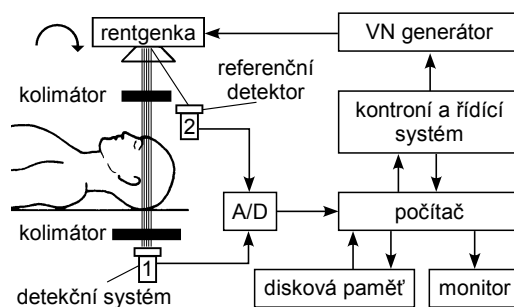 rentgenka
VN generátor
referenční
detektor
kolimátor
2
kontroní a řídící
systém
A/D
počítač
kolimátor
1
detekční systém
disková paměť
monitor